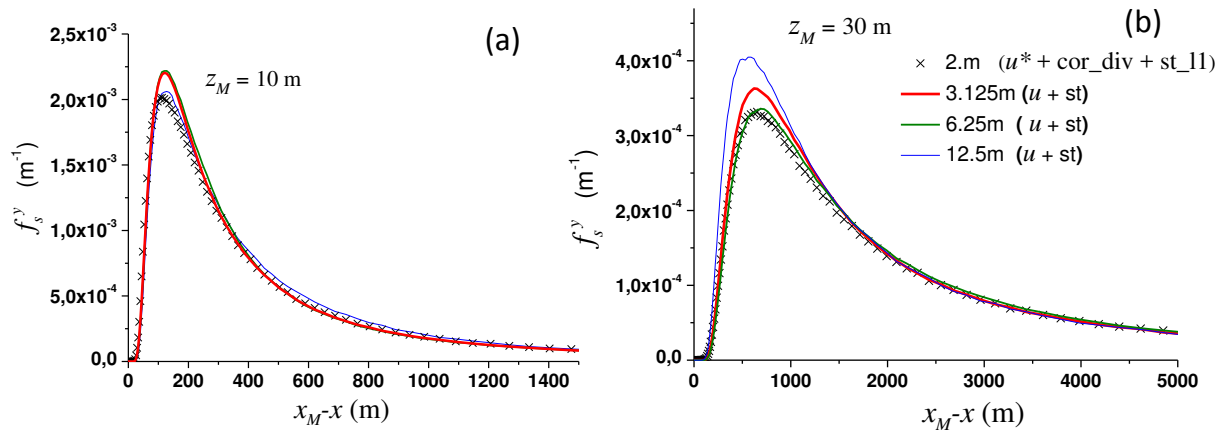 (a)
z_M = 10 m
2,5x10⁻³
2,0x10⁻³
1,5x10⁻³
1,0x10⁻³
5,0x10⁻⁴
0,0
f_s^y (m⁻¹)
0 200 400 600 800 1000 1200 1400
x_M-x (m)
(b)
z_M = 30 m
2.m (u* + cor_div + st_l1)
3.125m (u + st)
6.25m ( u + st)
12.5m (u + st)
4,0x10⁻⁴
3,0x10⁻⁴
2,0x10⁻⁴
1,0x10⁻⁴
0,0
f_s^y (m⁻¹)
0 1000 2000 3000 4000 5000
x_M-x (m)